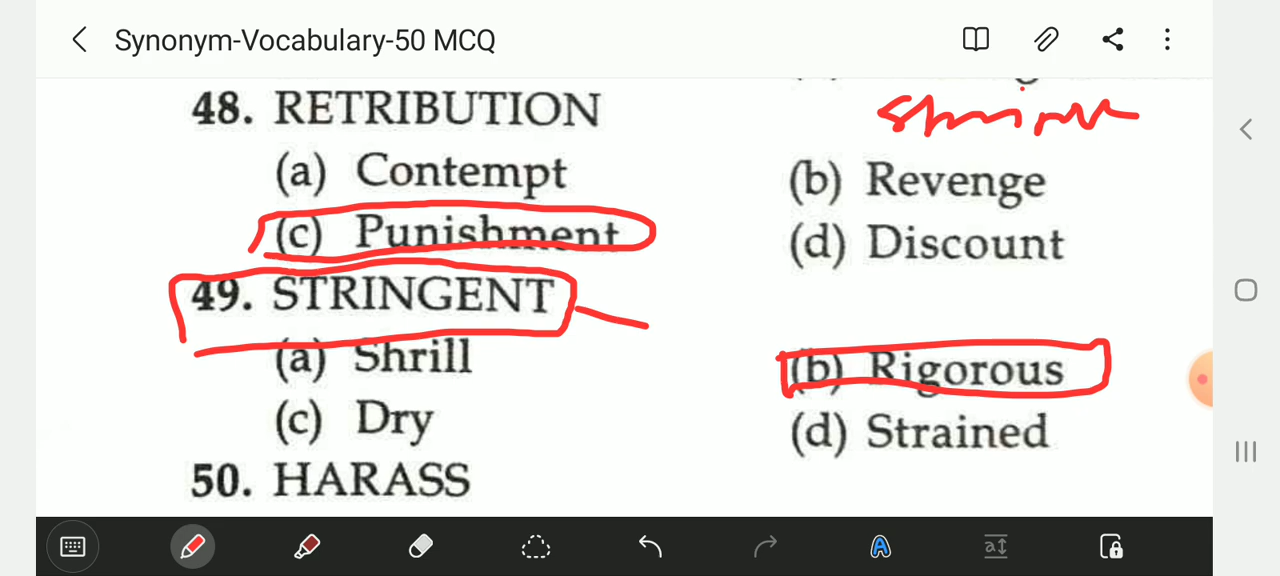 Synonym-Vocabulary-50 MCQ
48. RETRIBUTION
(a) Contempt (b) Revenge
(c) Punishment (d) Discount
49. STRINGENT
(a) Shrill (b) Rigorous
(c) Dry (d) Strained
50. HARASS